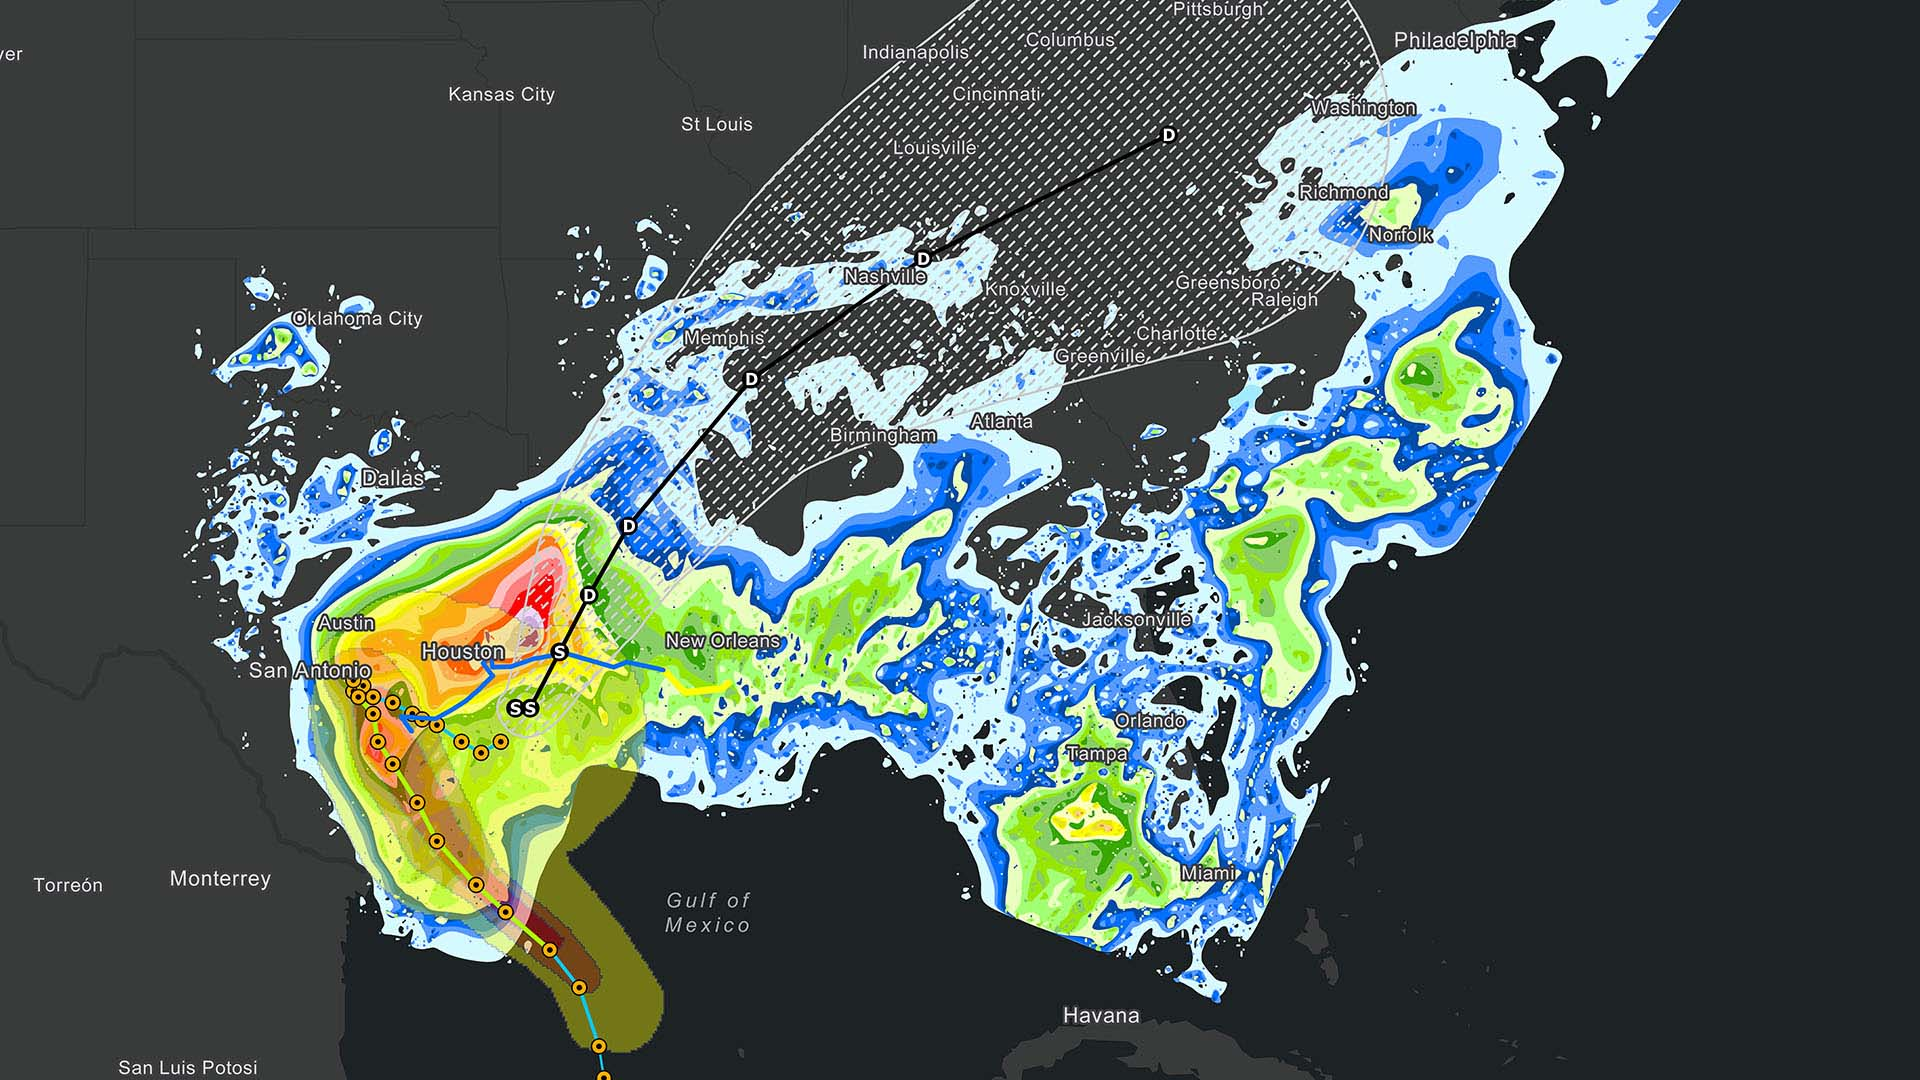 Pittsburgh
Columbus
Philadelphia
Indianapolis
ver
Kansas City
Cincinnati
Washington
St Louis
Louisville
D
Richmond
Norfolk
D
Nashville
Knoxville
Greensboro
Raleigh
Oklahoma City
Memphis
Charlotte
Greenville
D
Atlanta
Birmingham
Dallas
D
D
Austin
Jacksonville
New Orleans
Houston
S
San Antonio
S
S
Orlando
Tampa
Miami
Monterrey
Torreón
Gulf of
Mexico
Havana
San Luis Potosi